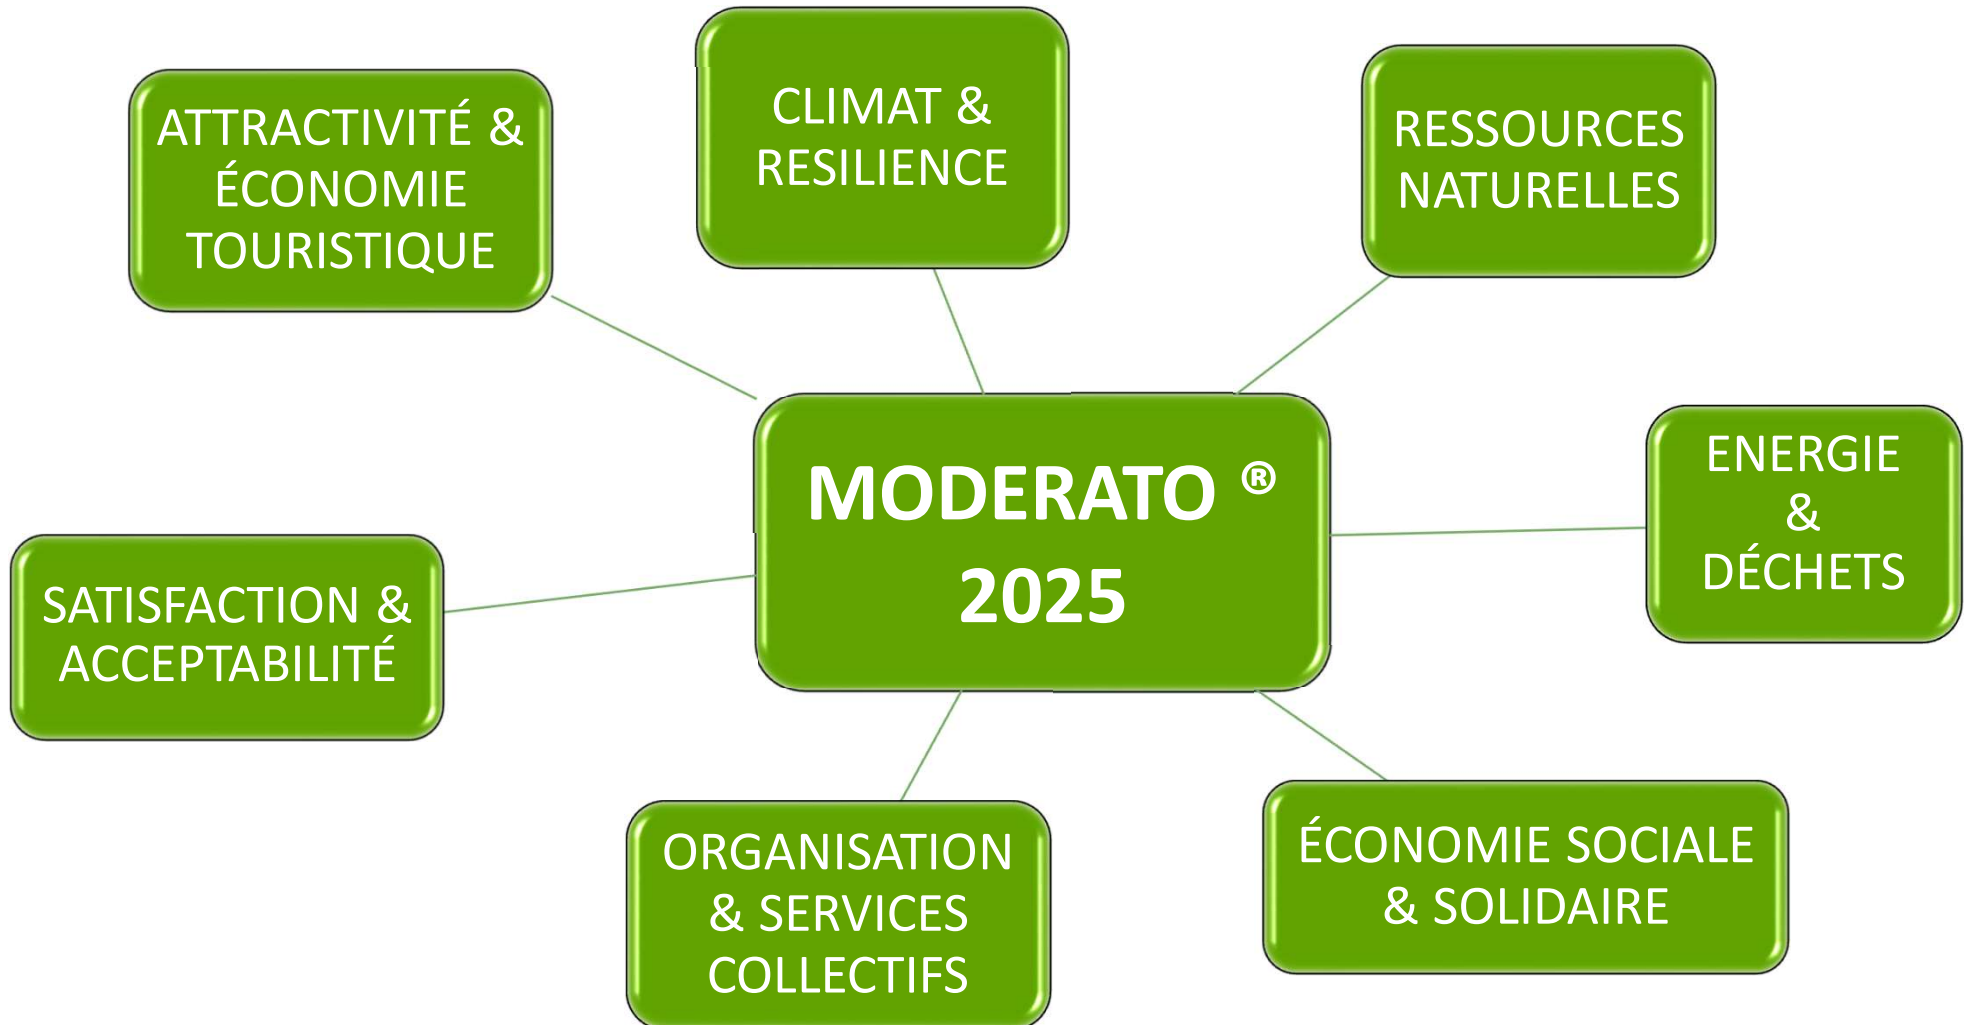 ATTRACTIVITÉ &
ÉCONOMIE
TOURISTIQUE
CLIMAT &
RESILIENCE
RESSOURCES
NATURELLES
MODERATO ®
2025
ENERGIE
&
DÉCHETS
SATISFACTION &
ACCEPTABILITÉ
ORGANISATION
& SERVICES
COLLECTIFS
ÉCONOMIE SOCIALE
& SOLIDAIRE